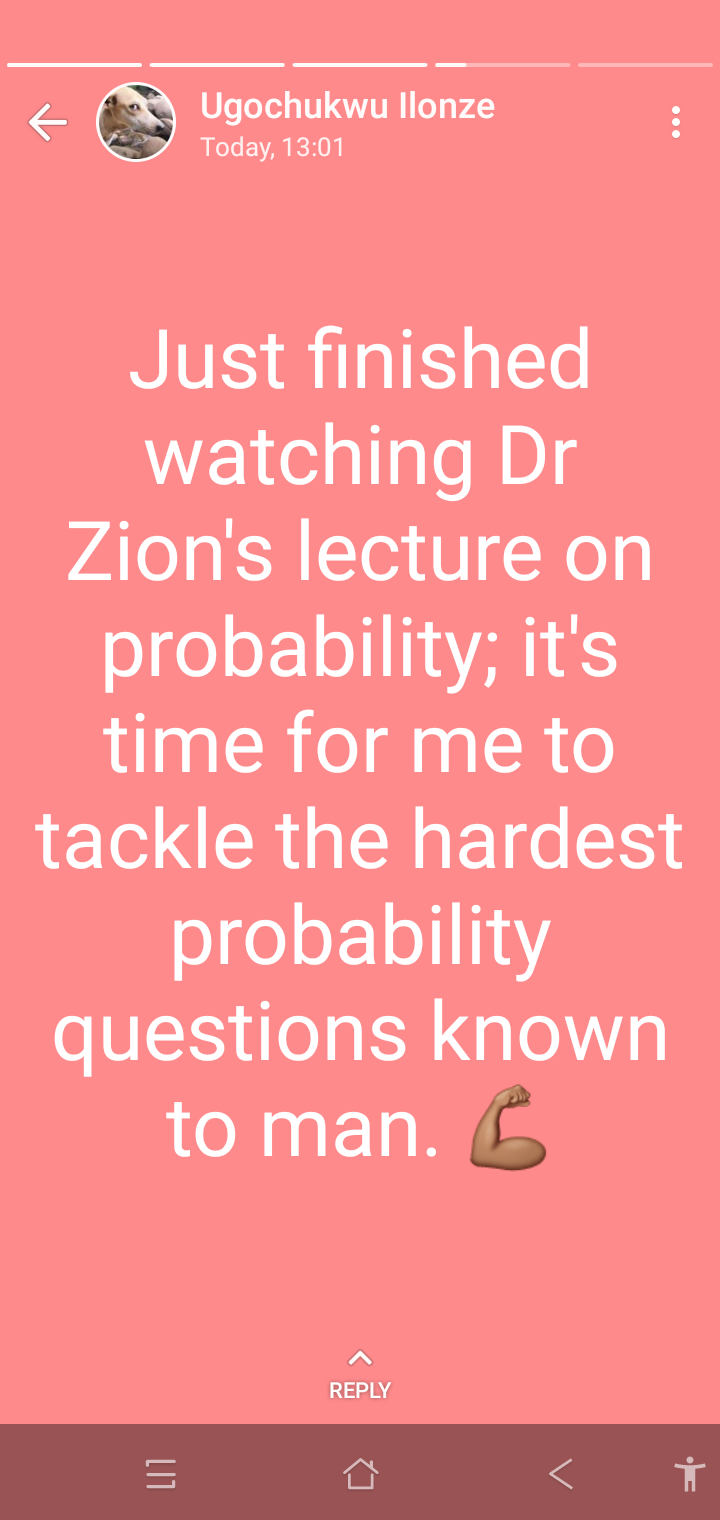 Ugochukwu Ilonze
Today, 13:01
Just finished
watching Dr
Zion's lecture on
probability; it's
time for me to
tackle the hardest
probability
questions known
to man. 💪🏽
REPLY